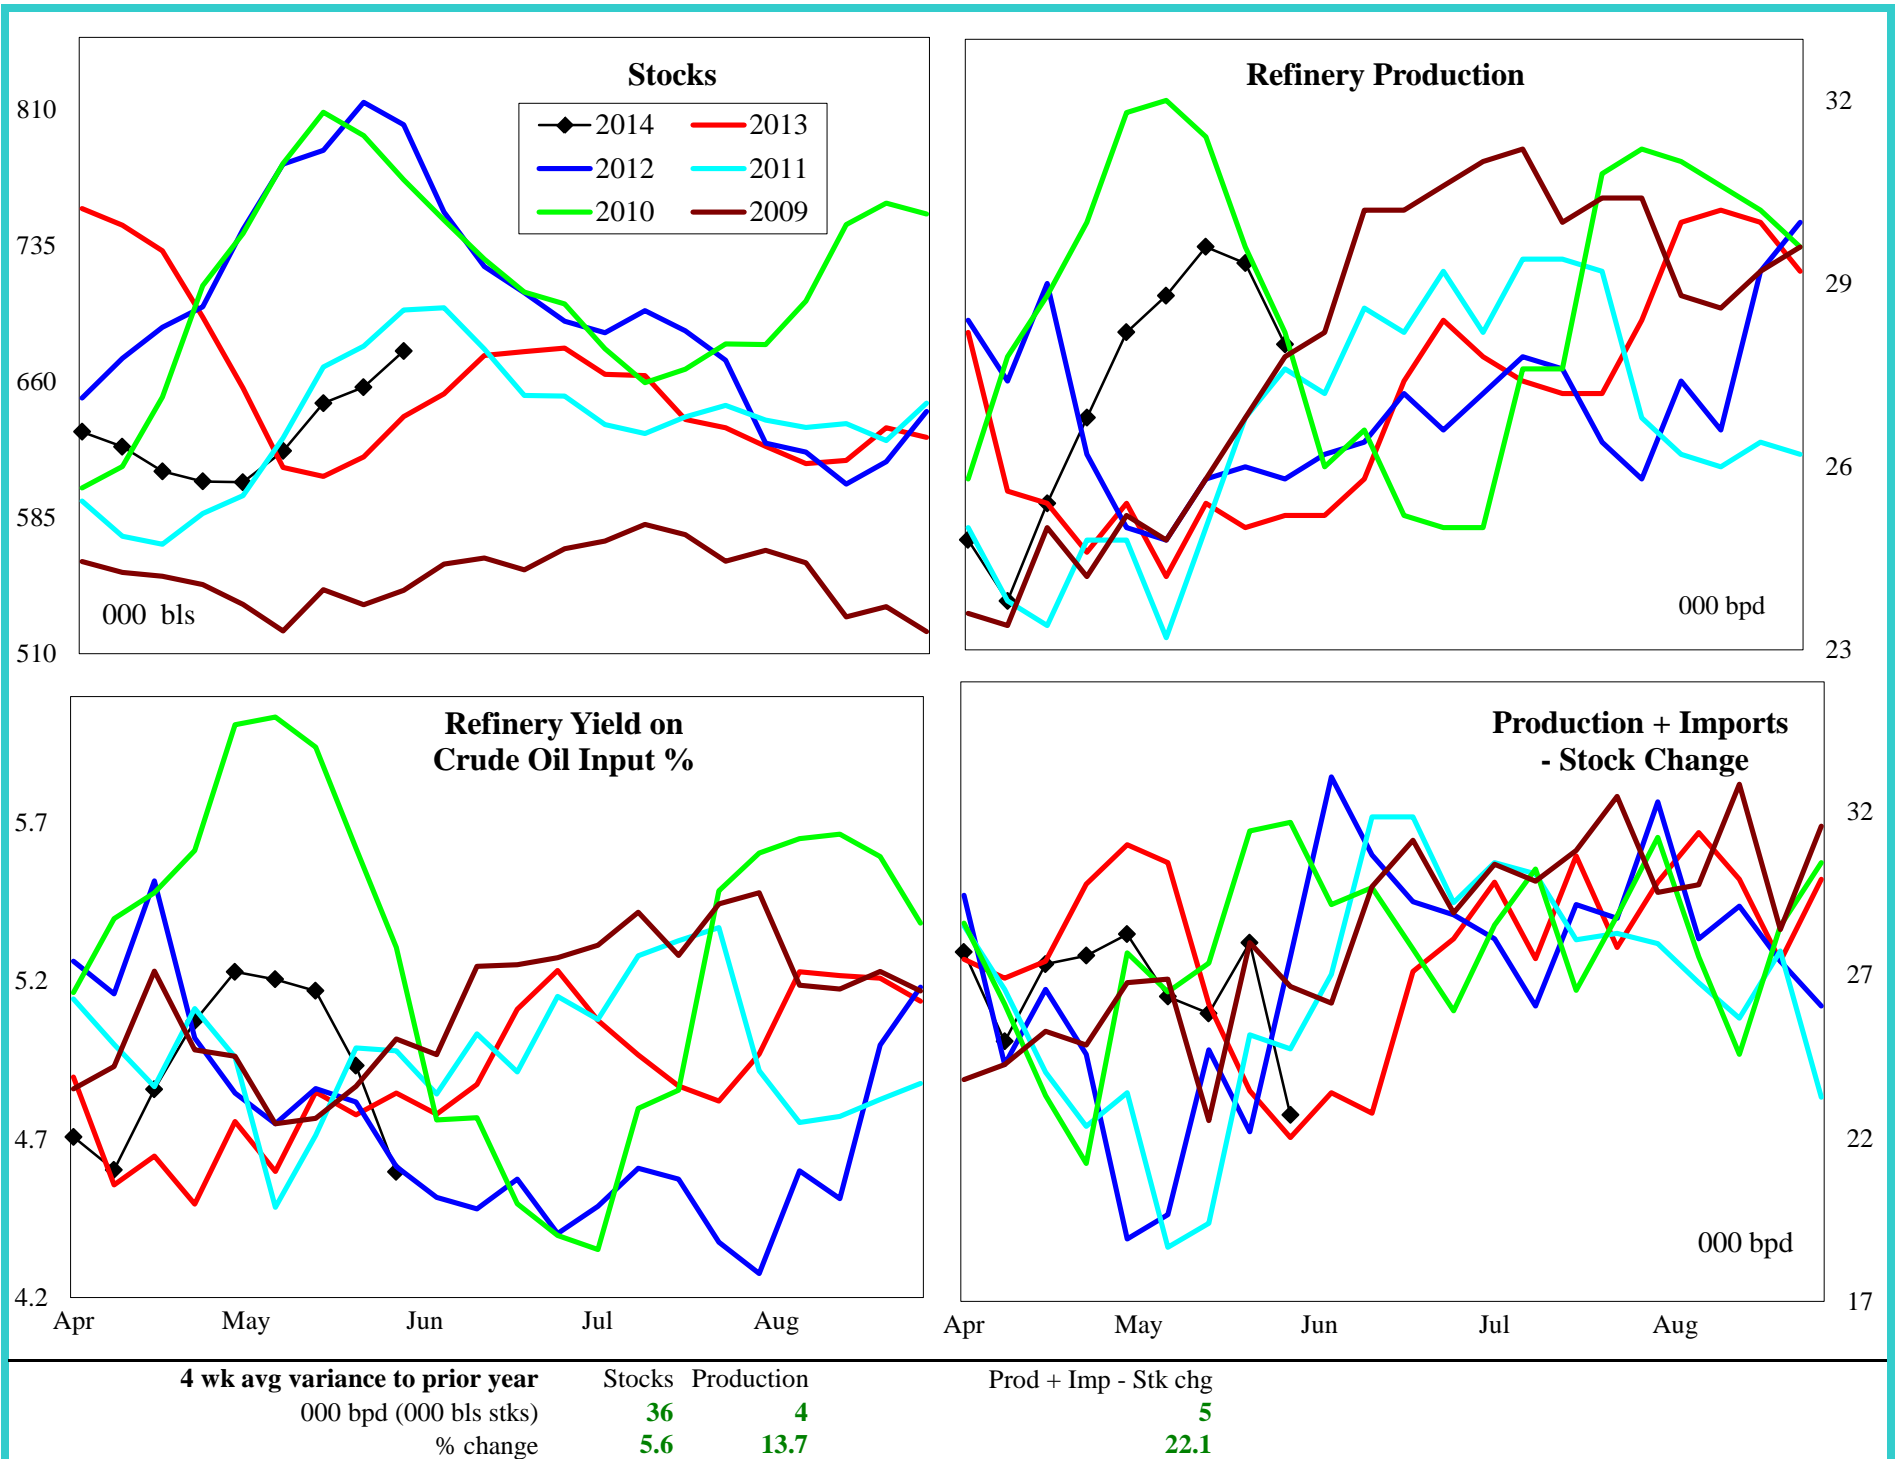 Stocks
810
735
660
585
510
2014
2013
2012
2011
2010
2009
000 bls
Refinery Production
32
29
26
23
000 bpd
Refinery Yield on
Crude Oil Input %
5.7
5.2
4.7
4.2
Apr May Jun Jul Aug
Production + Imports
- Stock Change
32
27
22
17
000 bpd
Apr May Jun Jul Aug
4 wk avg variance to prior year Stocks Production Prod + Imp - Stk chg
000 bpd (000 bls stks) 36 4 5
% change 5.6 13.7 22.1